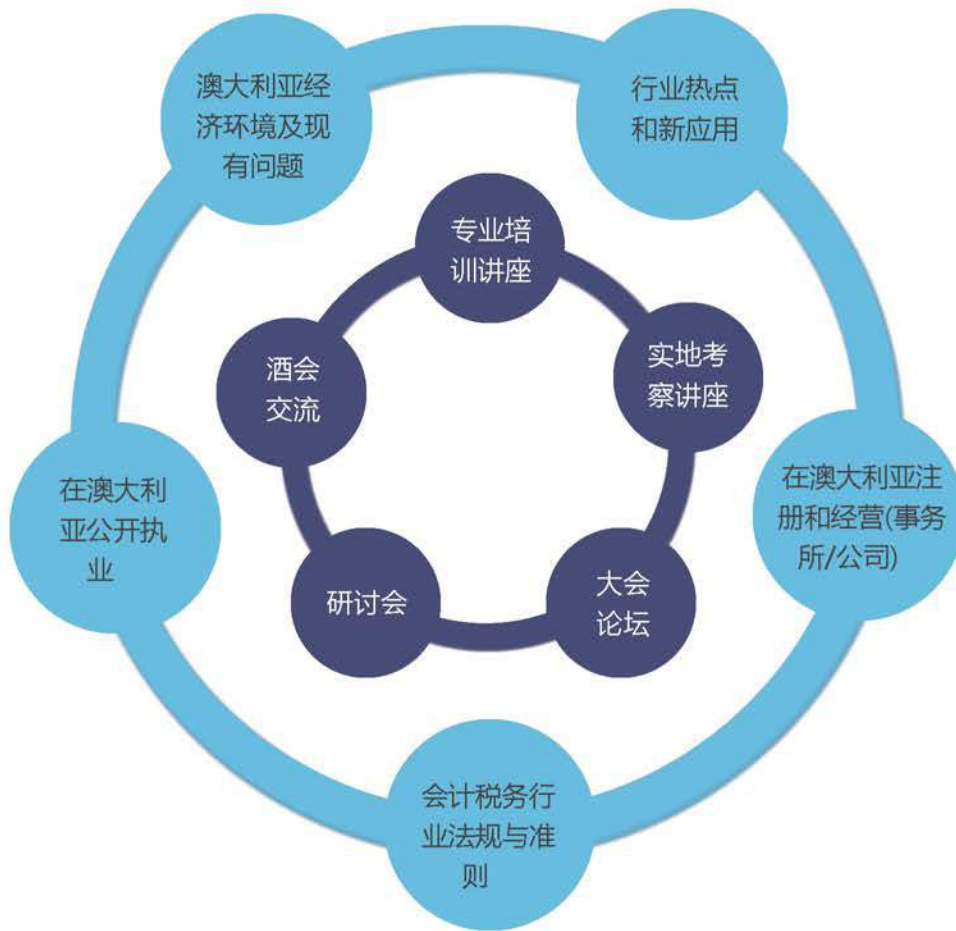 澳大利亚经
济环境及现
有问题
行业热点
和新应用
专业培
训讲座
实地考
察讲座
酒会
交流
在澳大利
亚公开执
业
在澳大利亚注
册和经营(事务
所/公司)
研讨会
大会
论坛
会计税务行
业法规与准
则